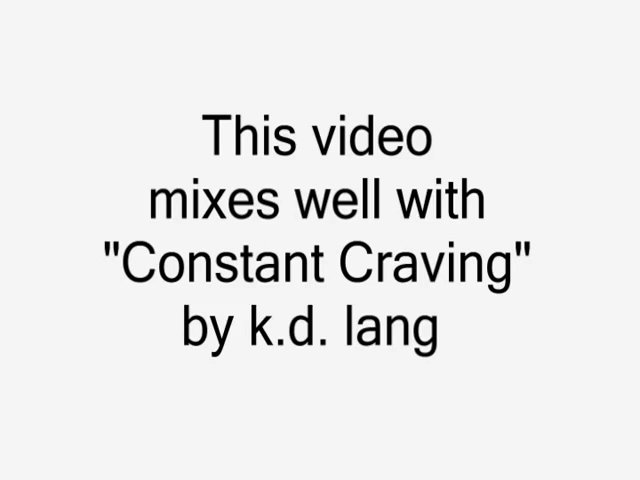 This video
mixes well with
"Constant Craving"
by k.d. lang